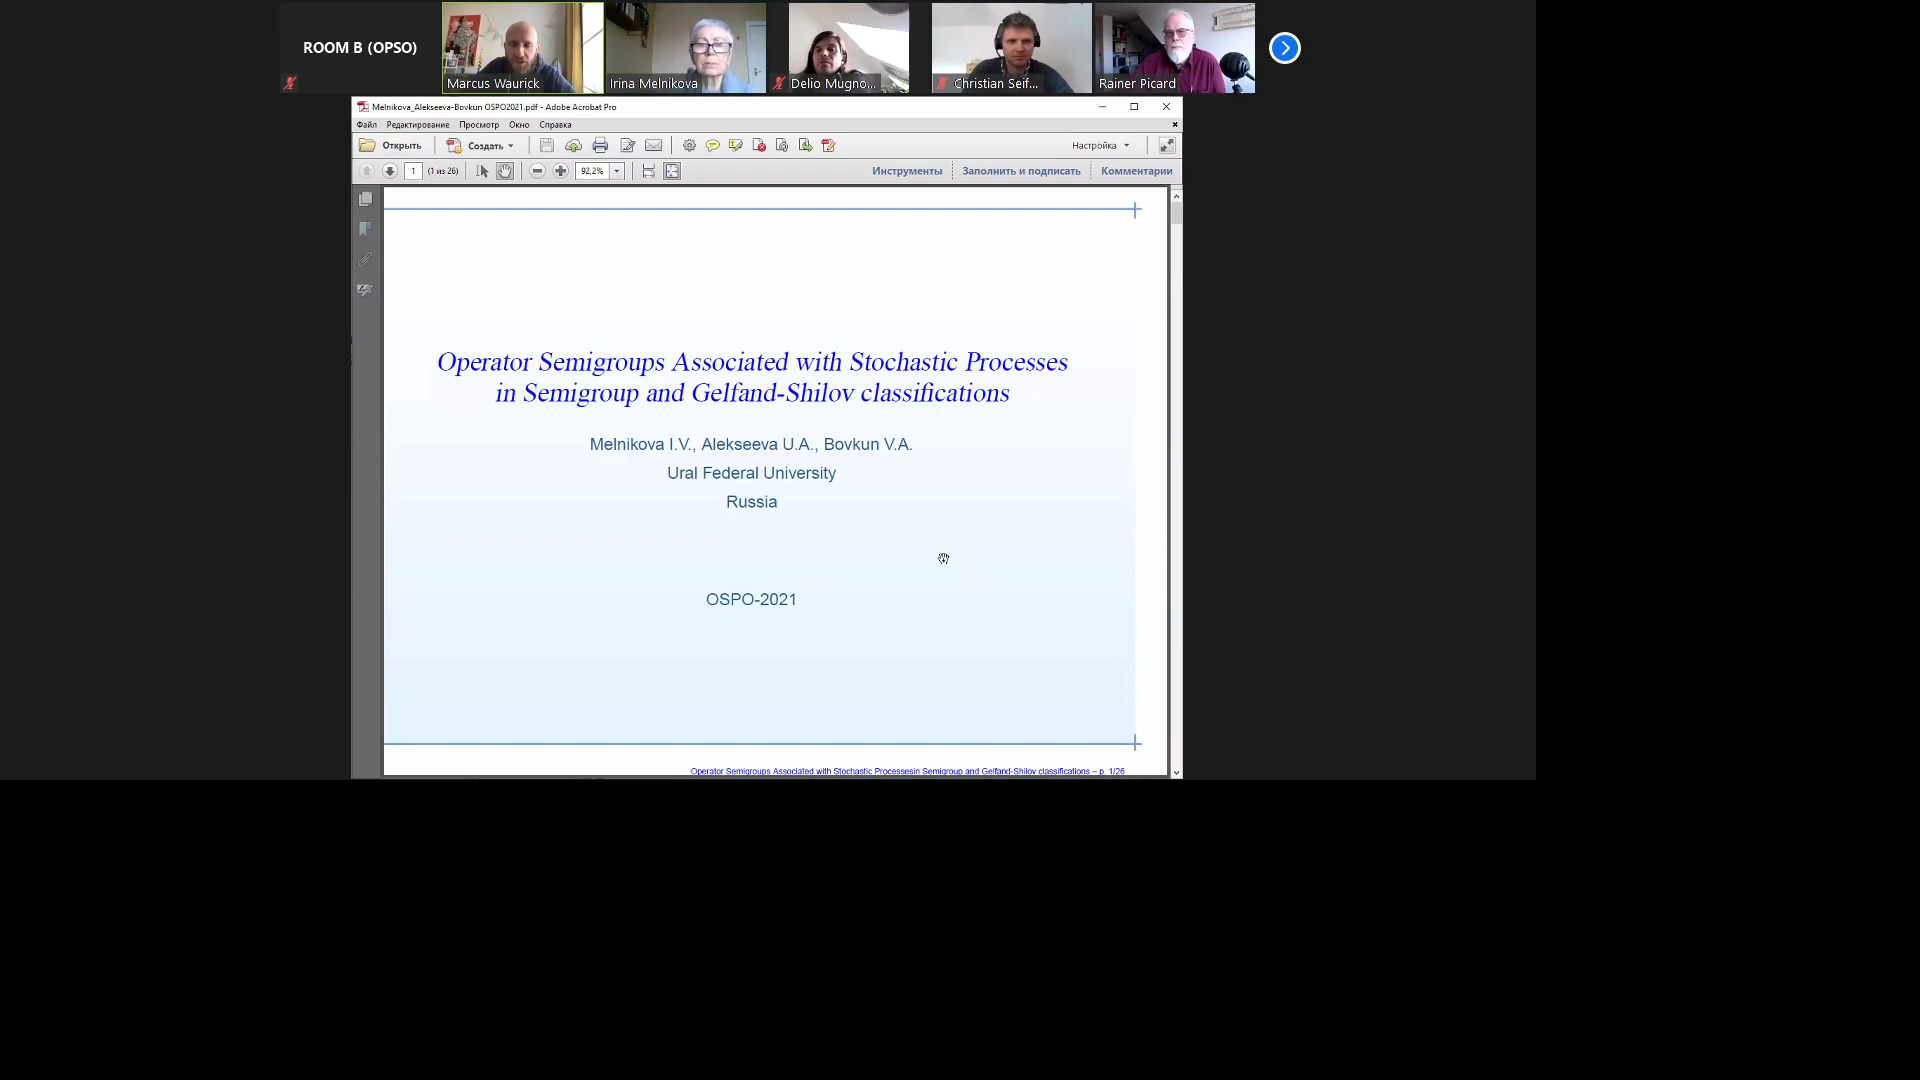 ROOM B (OPSO)
Marcus Waurick
Irina Melnikova
Delio Mugno...
Christian Seif...
Rainer Picard
Melnikova_Alekseeva-Bovkun OSPO2021.pdf - Adobe Acrobat Pro
Файл Редактирование Просмотр Окно Справка
Открыть Создать Настройка
1 (1 из 26) 92,2% Инструменты Заполнить и подписать Комментарии
Operator Semigroups Associated with Stochastic Processes
in Semigroup and Gelfand-Shilov classifications
Melnikova I.V., Alekseeva U.A., Bovkun V.A.
Ural Federal University
Russia
OSPO-2021
Operator Semigroups Associated with Stochastic Processesin Semigroup and Gelfand-Shilov classifications – p. 1/26